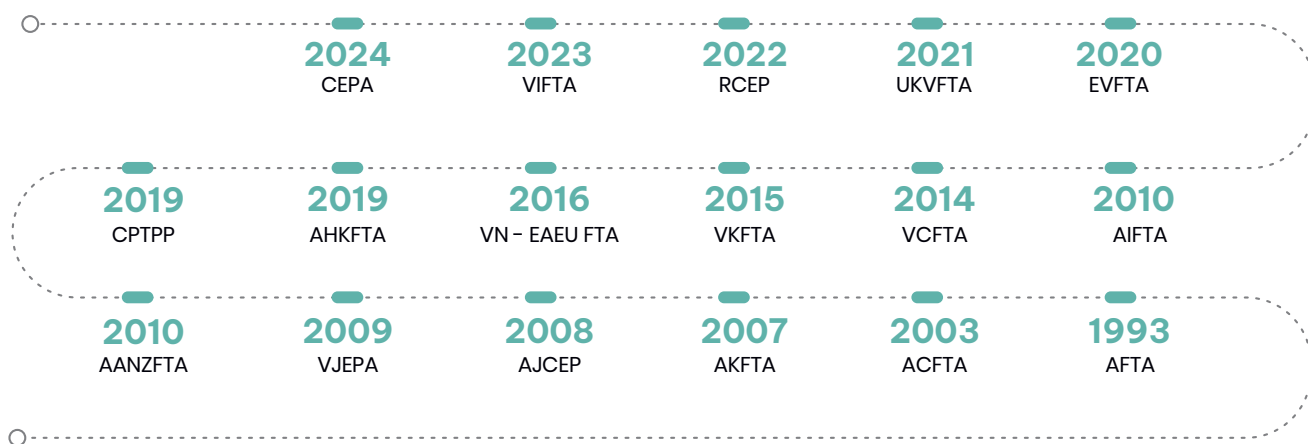 2024
CEPA
2023
VIFTA
2022
RCEP
2021
UKVFTA
2020
EVFTA
2019
CPTPP
2019
AHKFTA
2016
VN - EAEU FTA
2015
VKFTA
2014
VCFTA
2010
AIFTA
2010
AANZFTA
2009
VJEPA
2008
AJCEP
2007
AKFTA
2003
ACFTA
1993
AFTA